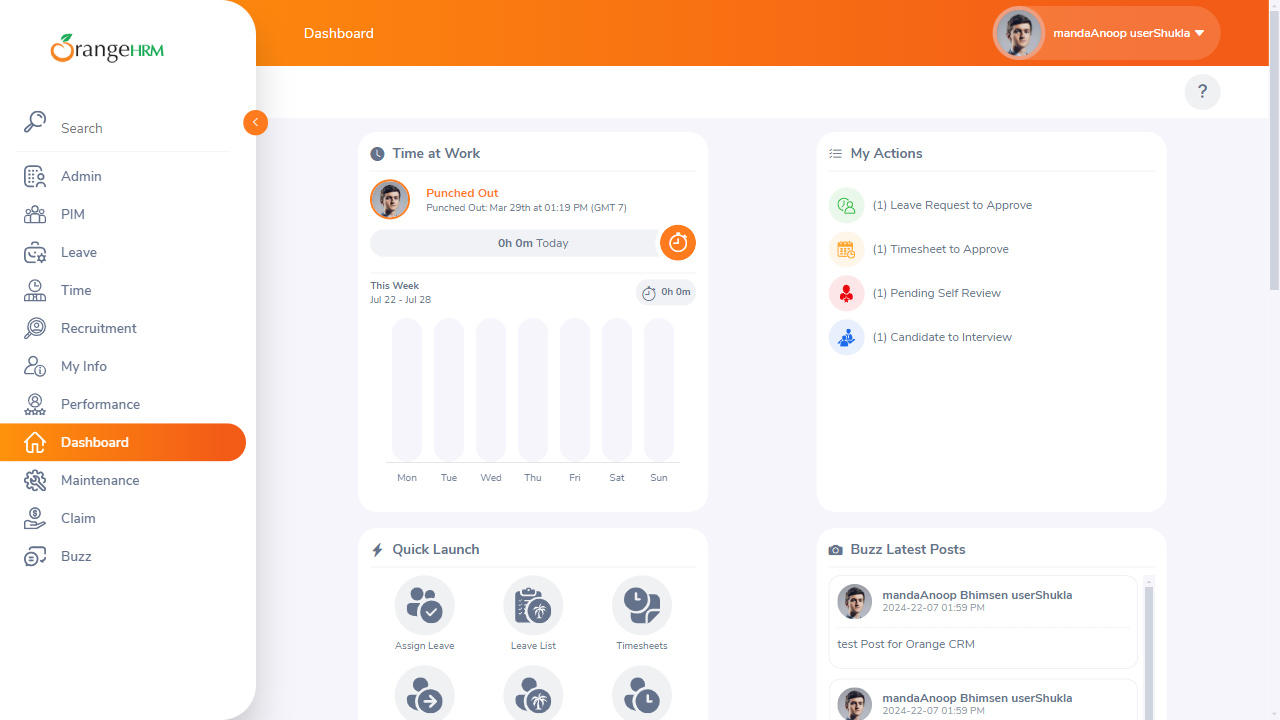 OrangeHRM
Search
Admin
PIM
Leave
Time
Recruitment
My Info
Performance
Dashboard
Maintenance
Claim
Buzz
Dashboard
mandaAnoop userShukla
?
Time at Work
Punched Out
Punched Out: Mar 29th at 01:19 PM (GMT 7)
0h 0m Today
This Week
Jul 22 - Jul 28
0h 0m
Mon Tue Wed Thu Fri Sat Sun
My Actions
(1) Leave Request to Approve
(1) Timesheet to Approve
(1) Pending Self Review
(1) Candidate to Interview
Quick Launch
Assign Leave
Leave List
Timesheets
Buzz Latest Posts
mandaAnoop Bhimsen userShukla
2024-22-07 01:59 PM
test Post for Orange CRM
mandaAnoop Bhimsen userShukla
2024-22-07 01:59 PM